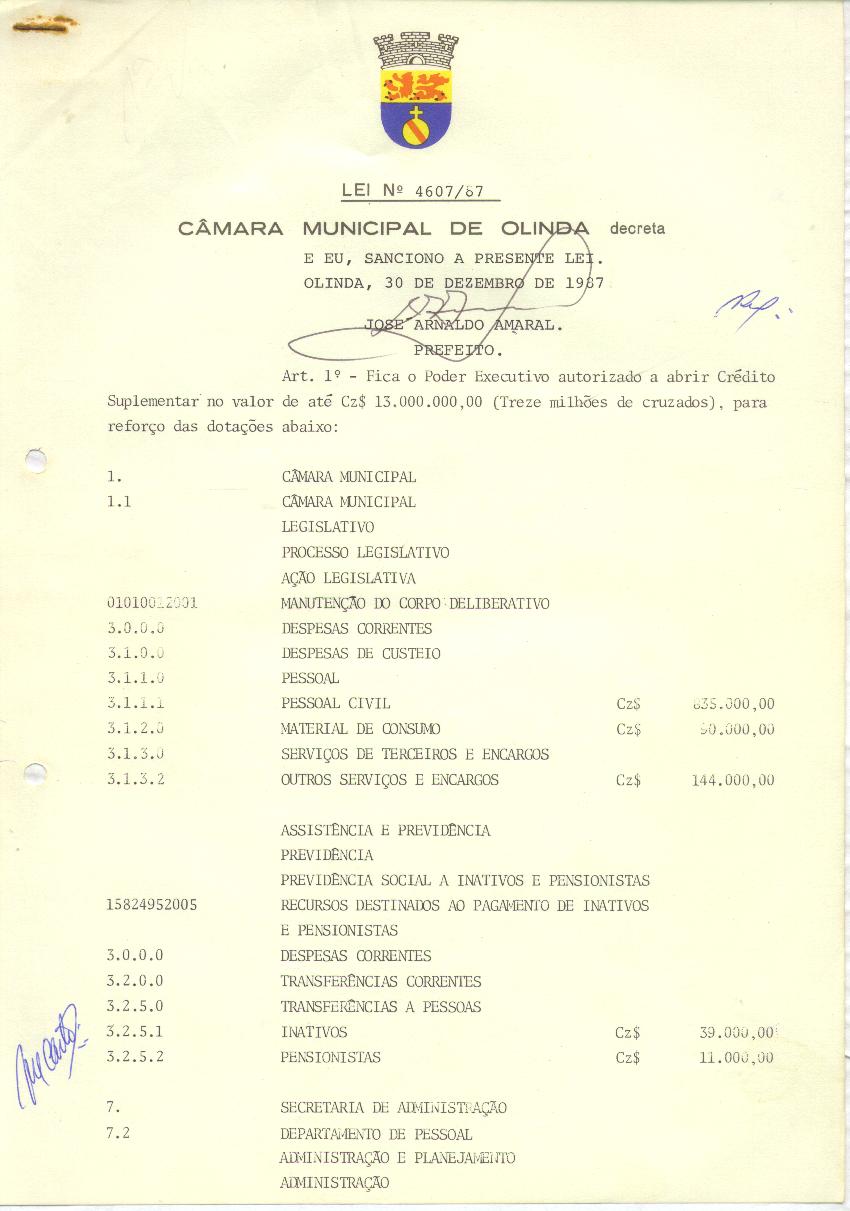 LEI Nº 4607/87
CÂMARA MUNICIPAL DE OLINDA decreta
E EU, SANCIONO A PRESENTE LEI.
OLINDA, 30 DE DEZEMBRO DE 1987
JOSÉ ARNALDO AMARAL.
PREFEITO.
Art. 1º - Fica o Poder Executivo autorizado a abrir Crédito
Suplementar no valor de até Cz$ 13.000.000,00 (Treze milhões de cruzados), para
reforço das dotações abaixo:
1. CÂMARA MUNICIPAL
1.1 CÂMARA MUNICIPAL
LEGISLATIVO
PROCESSO LEGISLATIVO
AÇÃO LEGISLATIVA
01010012001 MANUTENÇÃO DO CORPO DELIBERATIVO
3.0.0.0 DESPESAS CORRENTES
3.1.0.0 DESPESAS DE CUSTEIO
3.1.1.0 PESSOAL
3.1.1.1 PESSOAL CIVIL Cz$ 835.000,00
3.1.2.0 MATERIAL DE CONSUMO Cz$
3.1.3.0 SERVIÇOS DE TERCEIROS E ENCARGOS
3.1.3.2 OUTROS SERVIÇOS E ENCARGOS Cz$ 144.000,00
ASSISTÊNCIA E PREVIDÊNCIA
PREVIDÊNCIA
PREVIDÊNCIA SOCIAL A INATIVOS E PENSIONISTAS
15824952005 RECURSOS DESTINADOS AO PAGAMENTO DE INATIVOS
E PENSIONISTAS
3.0.0.0 DESPESAS CORRENTES
3.2.0.0 TRANSFERÊNCIAS CORRENTES
3.2.5.0 TRANSFERÊNCIAS A PESSOAS
3.2.5.1 INATIVOS Cz$ 39.000,00
3.2.5.2 PENSIONISTAS Cz$ 11.000,00
7. SECRETARIA DE ADMINISTRAÇÃO
7.2 DEPARTAMENTO DE PESSOAL
ADMINISTRAÇÃO E PLANEJAMENTO
ADMINISTRAÇÃO